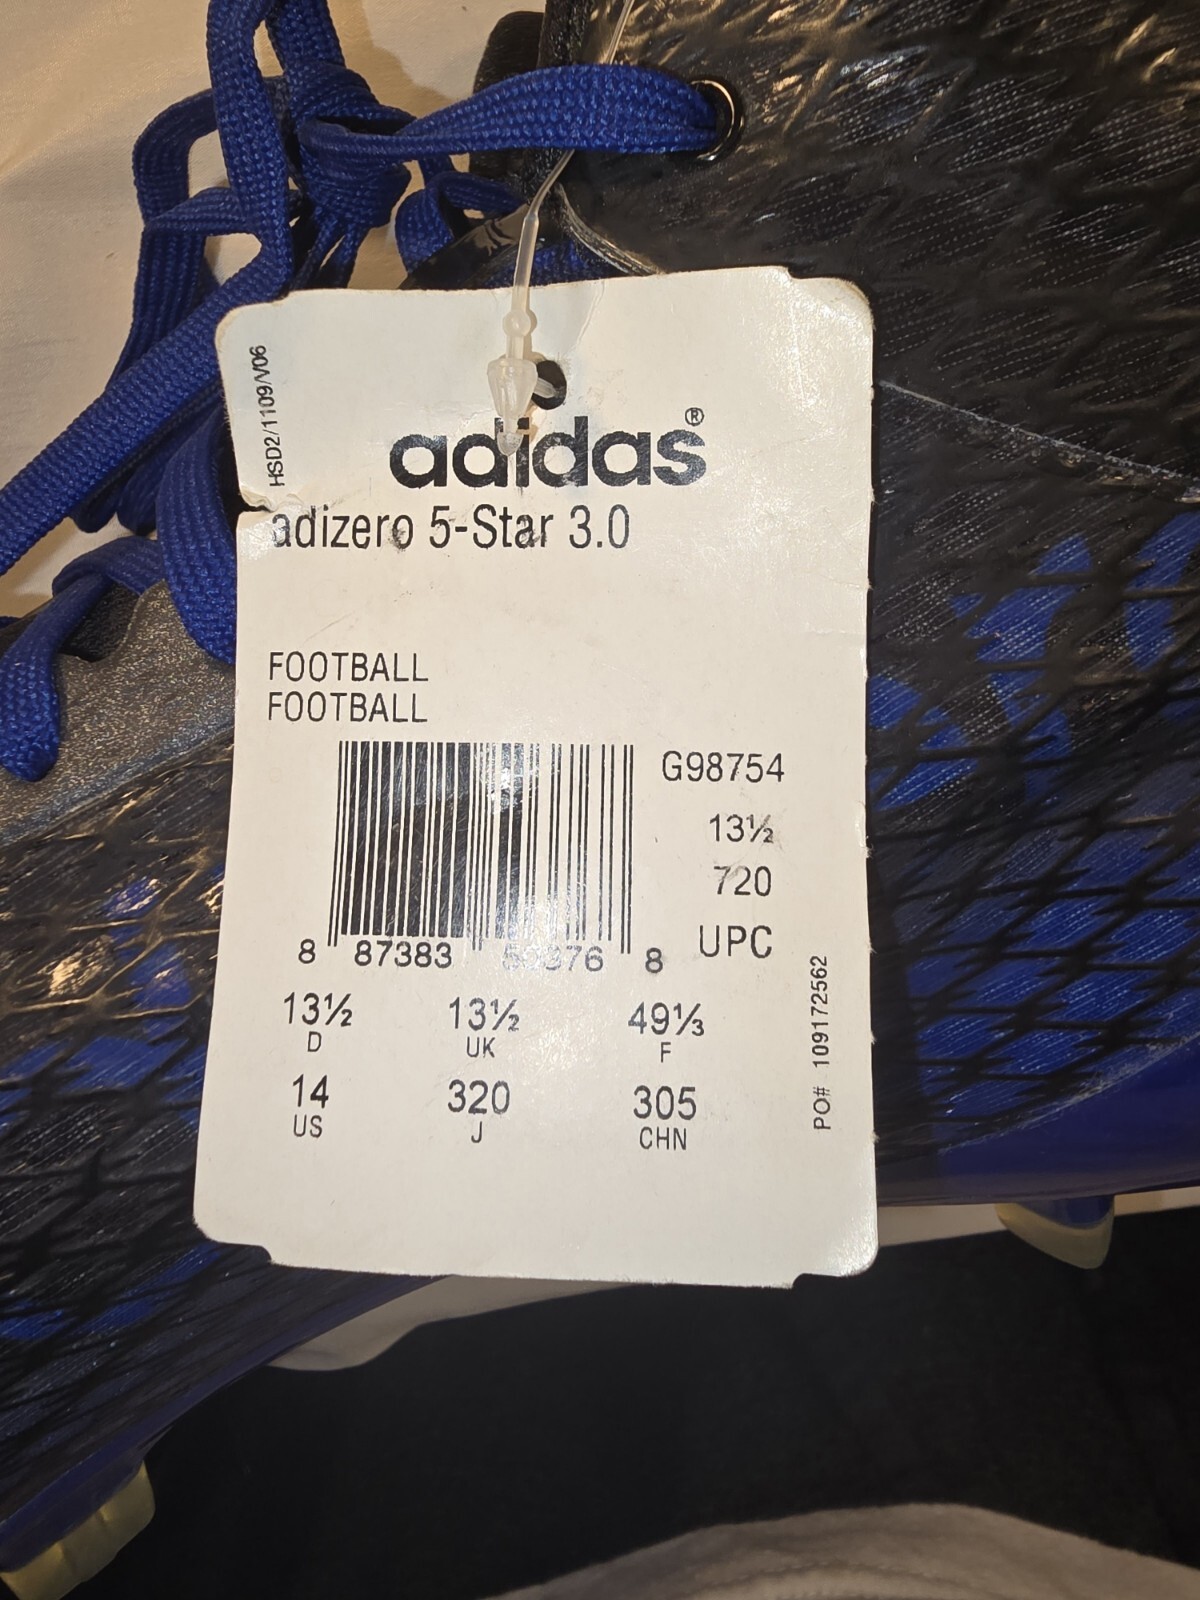 HSD2/1109/V06
adidas®
adizero 5-Star 3.0
FOOTBALL
FOOTBALL
G98754
13½
720
UPC
8 87383 8
13½ 13½ 49⅓
D UK F
14 320 305
US J CHN
PO# 109172562